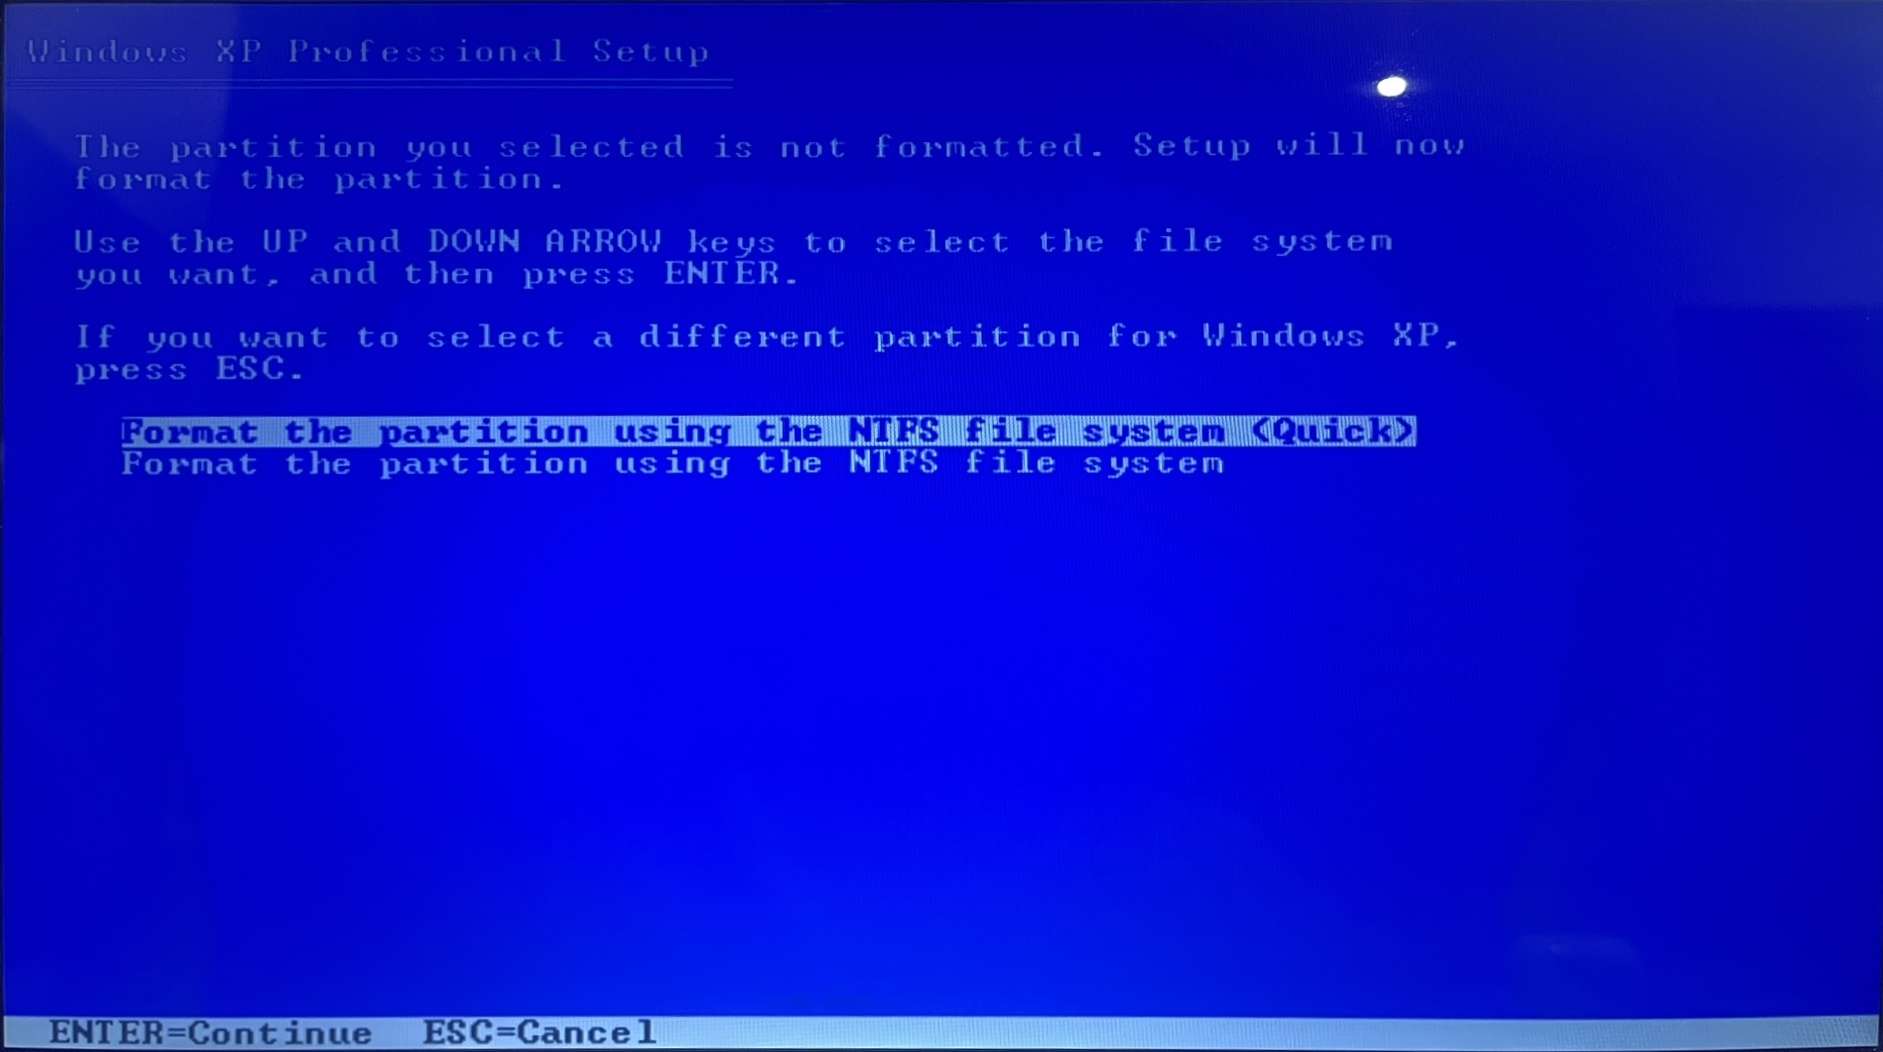 Windows XP Professional Setup
The partition you selected is not formatted. Setup will now
format the partition.
Use the UP and DOWN ARROW keys to select the file system
you want, and then press ENTER.
If you want to select a different partition for Windows XP,
press ESC.
Format the partition using the NTFS file system <Quick>
Format the partition using the NTFS file system
ENTER=Continue ESC=Cancel